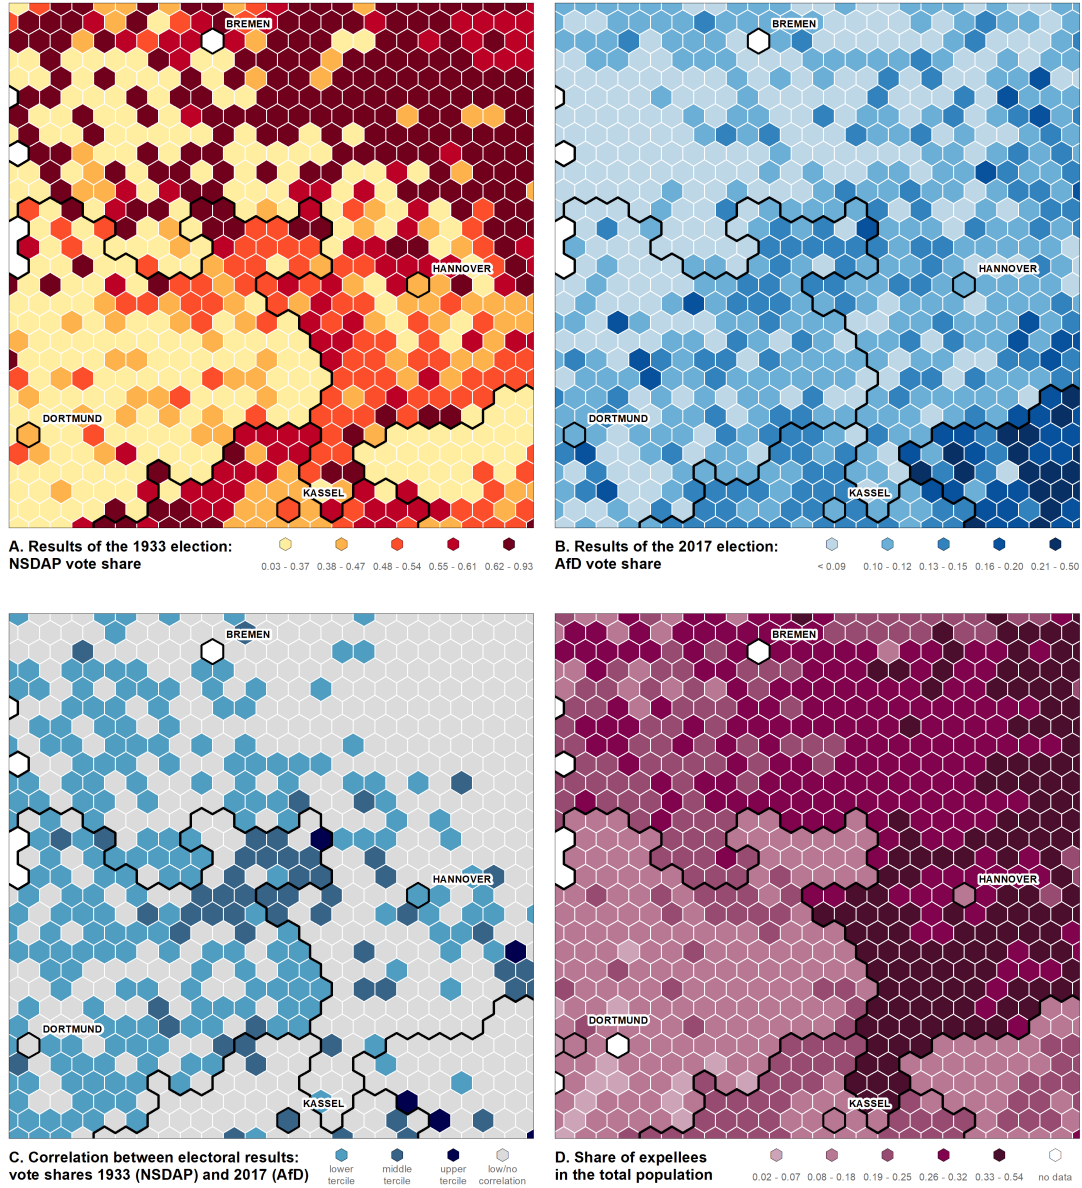 BREMEN
HANNOVER
DORTMUND
KASSEL
A. Results of the 1933 election:
NSDAP vote share
0.03 - 0.37 0.38 - 0.47 0.48 - 0.54 0.55 - 0.61 0.62 - 0.93
BREMEN
HANNOVER
DORTMUND
KASSEL
B. Results of the 2017 election:
AfD vote share
< 0.09 0.10 - 0.12 0.13 - 0.15 0.16 - 0.20 0.21 - 0.50
BREMEN
HANNOVER
DORTMUND
KASSEL
C. Correlation between electoral results:
vote shares 1933 (NSDAP) and 2017 (AfD)
lower middle upper low/no
tercile tercile tercile correlation
BREMEN
HANNOVER
DORTMUND
KASSEL
D. Share of expellees
in the total population
0.02 - 0.07 0.08 - 0.18 0.19 - 0.25 0.26 - 0.32 0.33 - 0.54 no data